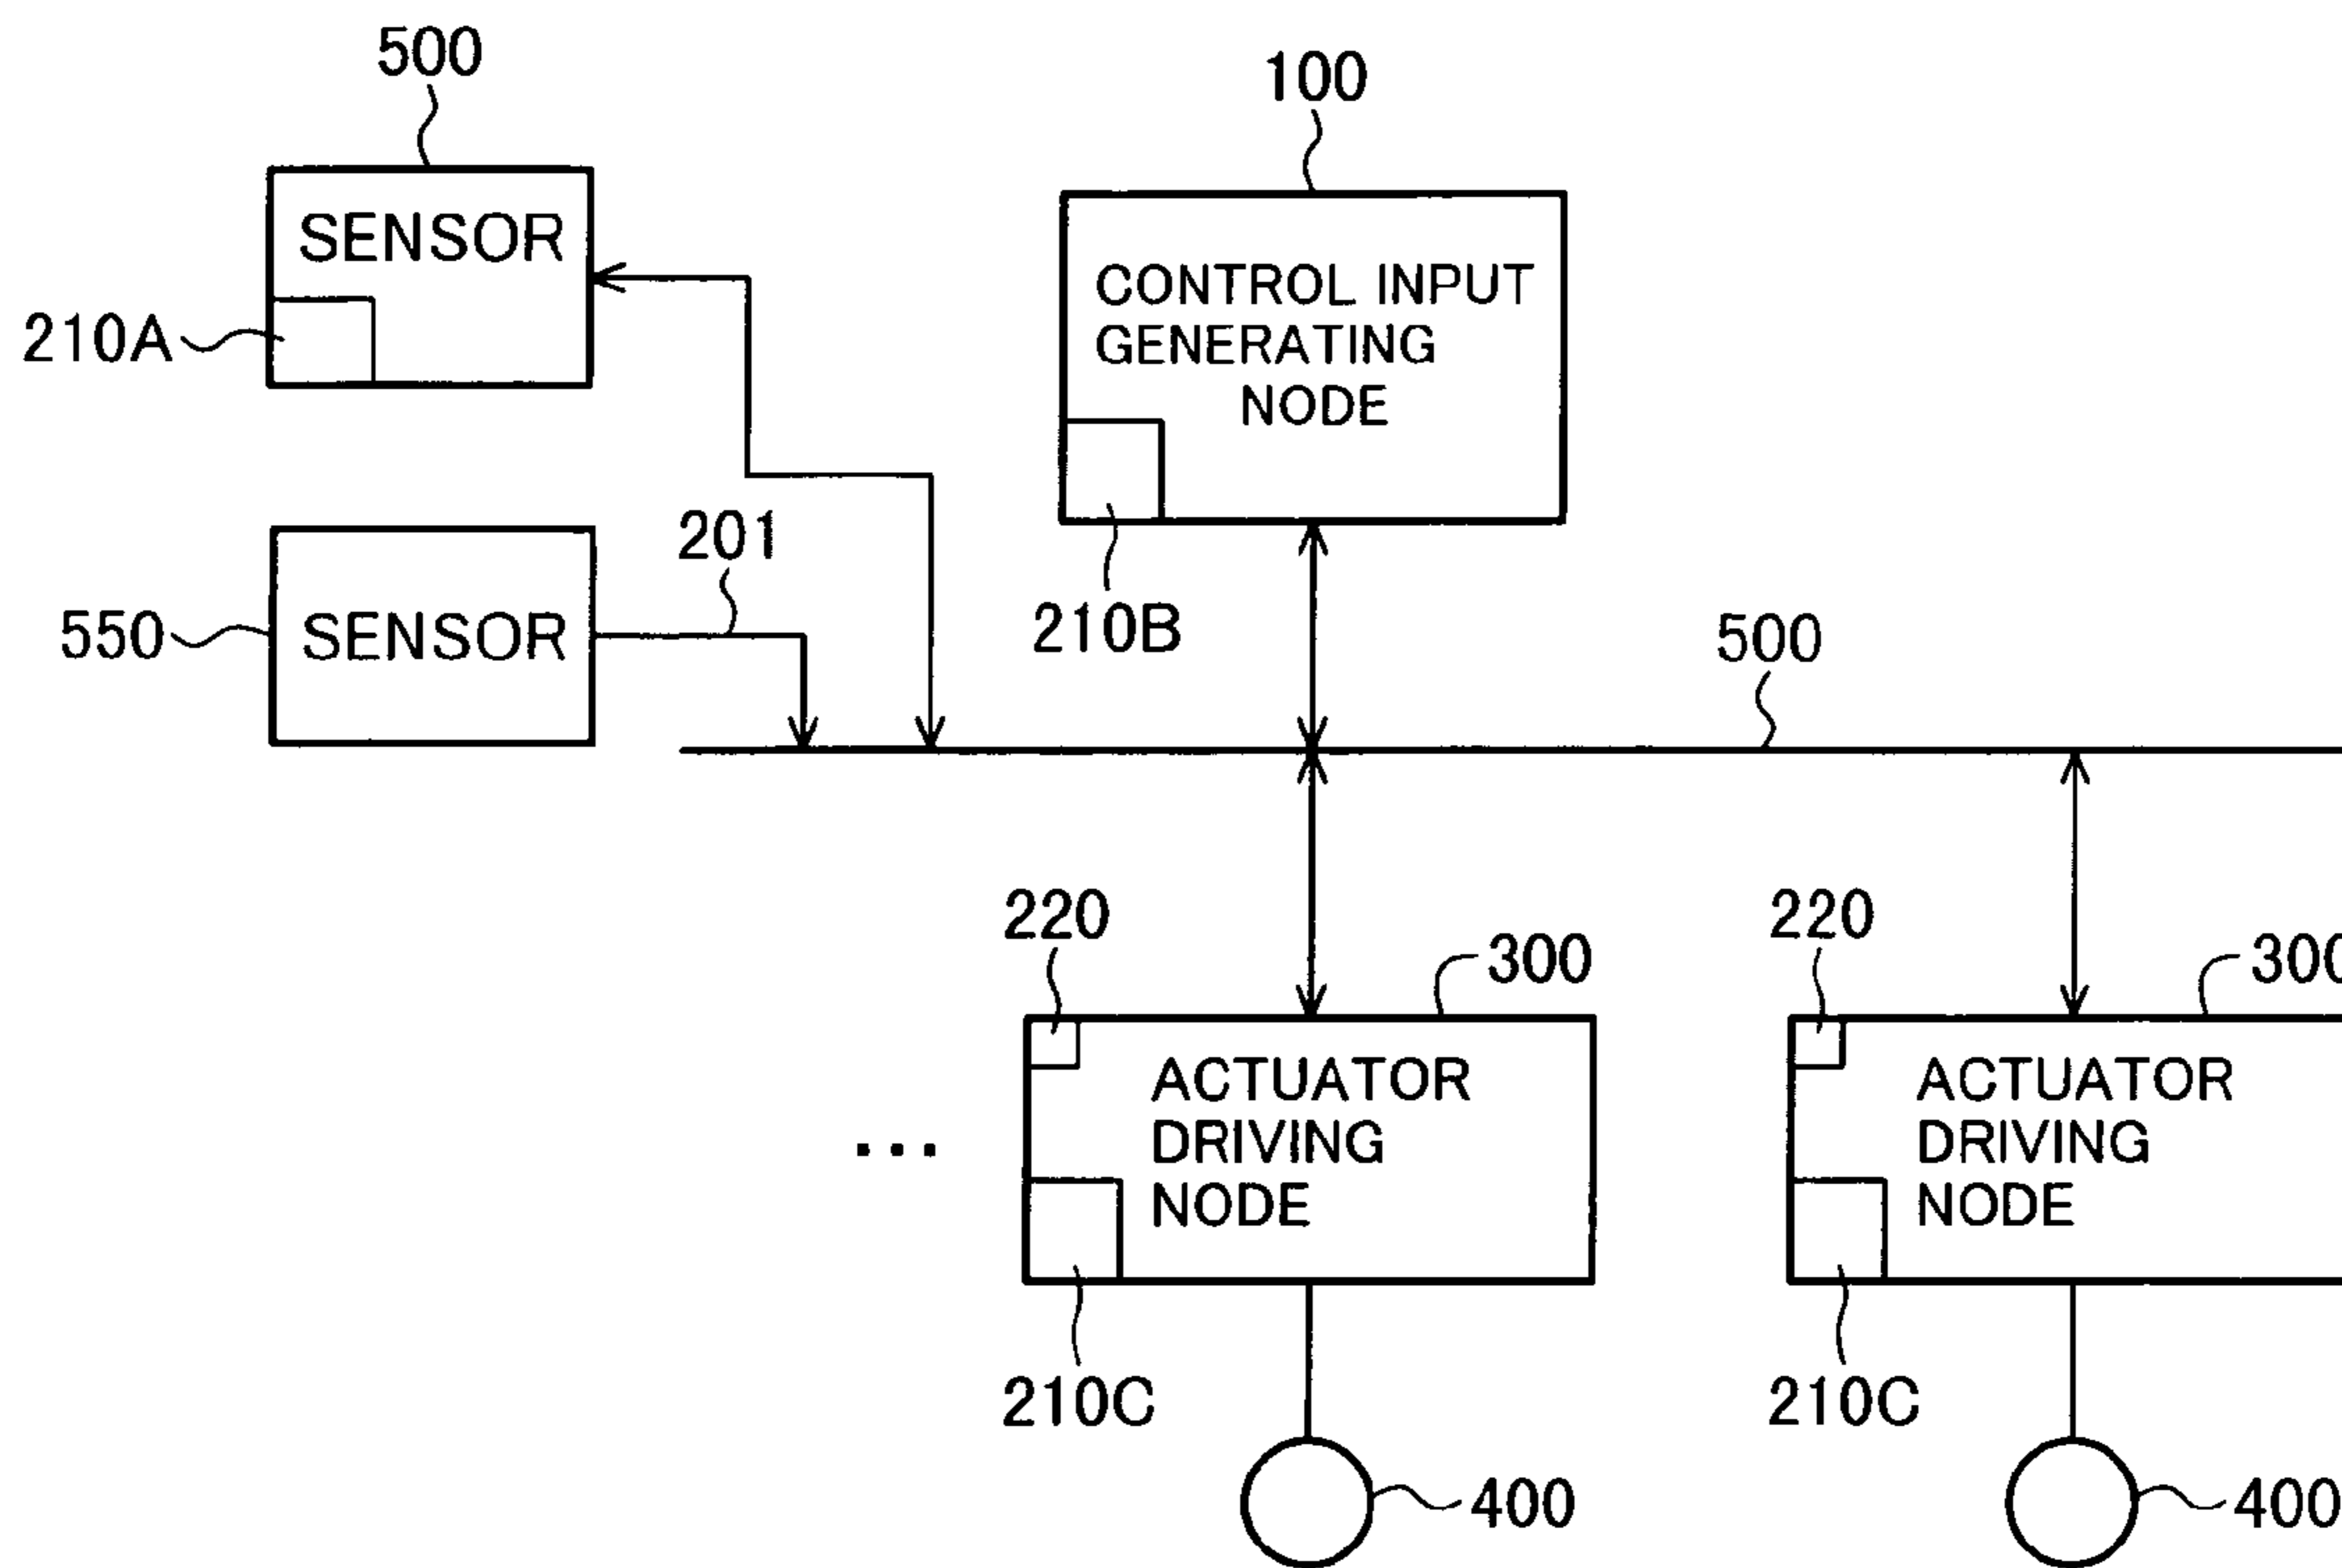 500
100
SENSOR
CONTROL INPUT
GENERATING
NODE
210A
201
550
SENSOR
210B
500
220
300
220
300
ACTUATOR
DRIVING
NODE
ACTUATOR
DRIVING
NODE
...
210C
210C
400
400